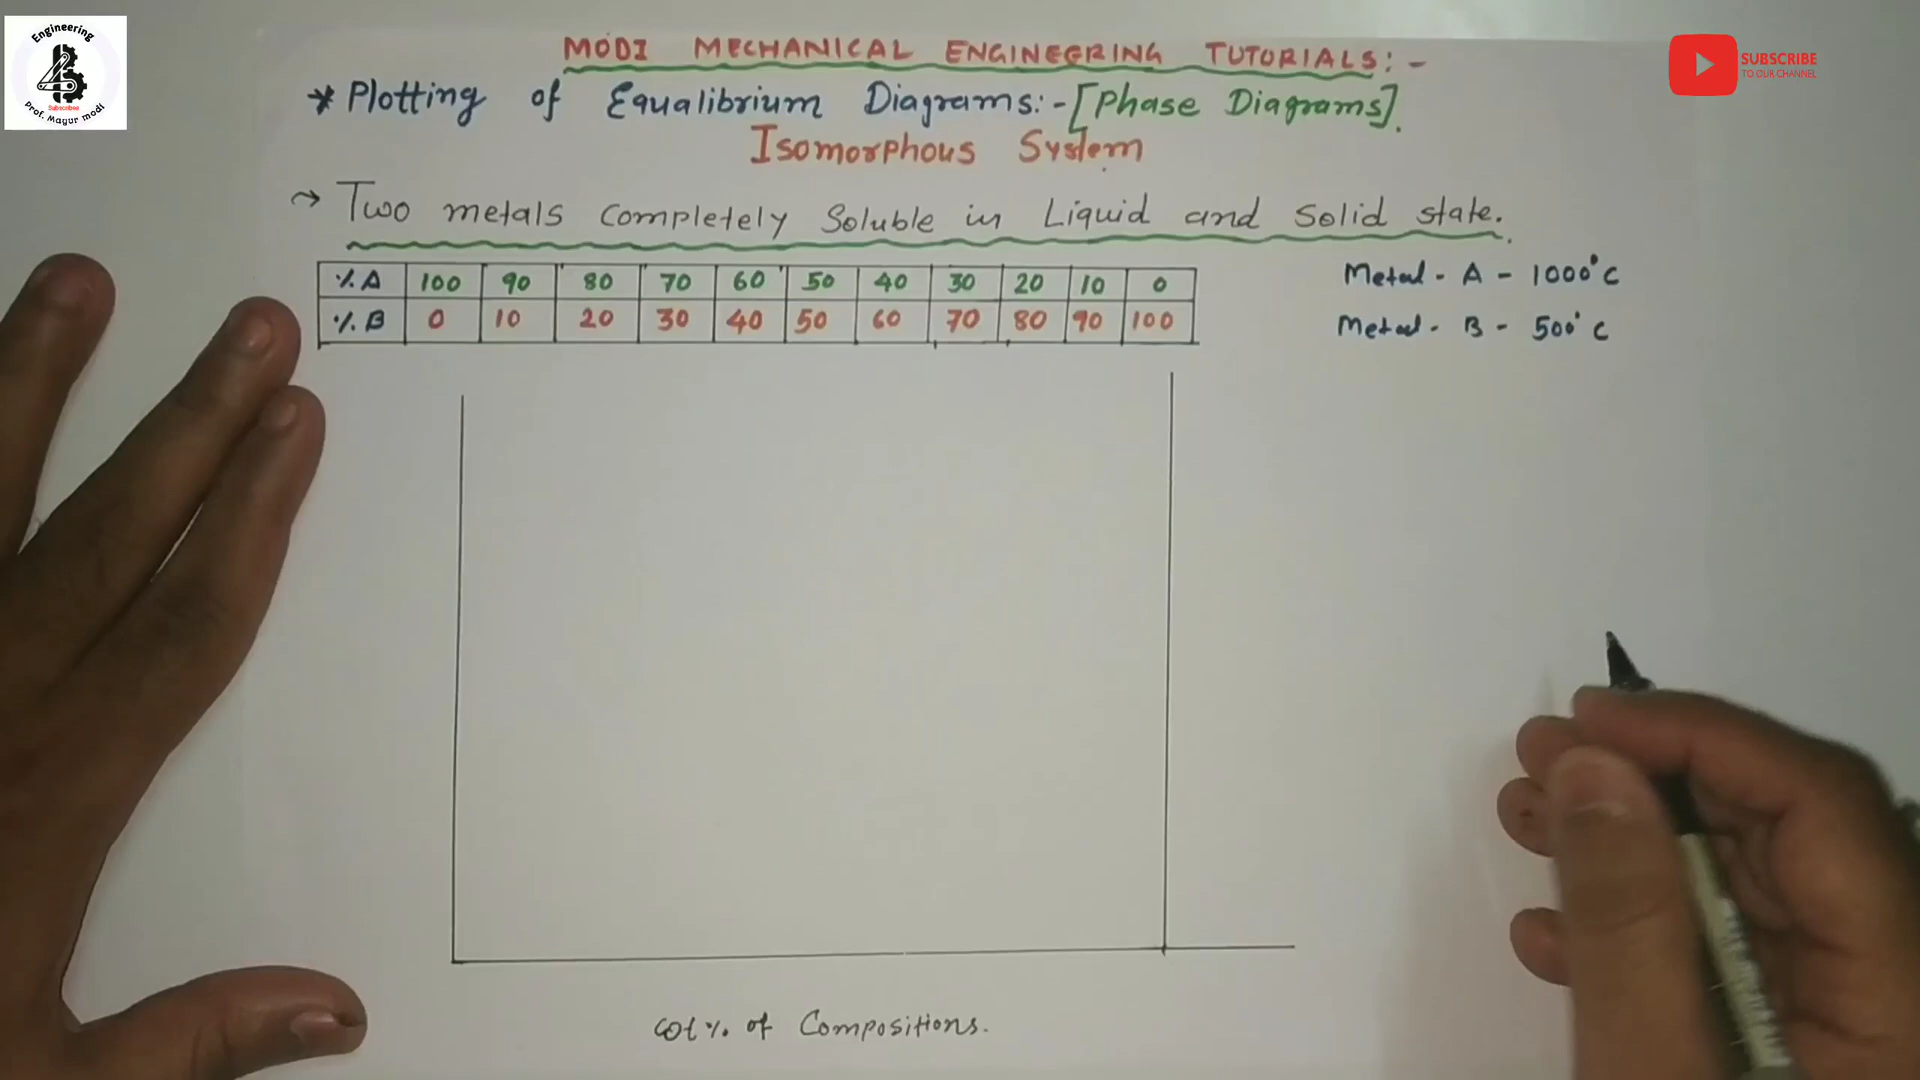 Engineering
Subscribe
Prof. Mayur modi
SUBSCRIBE
TO OUR CHANNEL
MODI MECHANICAL ENGINEERING TUTORIALS:-
* Plotting of Equalibrium Diagrams:-[Phase Diagrams].
Isomorphous System
→ Two metals completely soluble in Liquid and Solid state.
% A 100 90 80 70 60 50 40 30 20 10 0
% B 0 10 20 30 40 50 60 70 80 90 100
Metal - A - 1000°C
Metal - B - 500°C
wt % of Compositions.